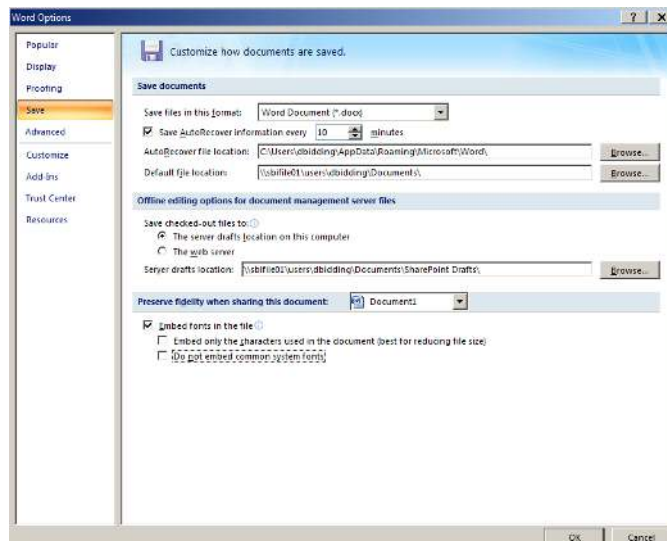 Word Options
Popular
Display
Proofing
Save
Advanced
Customize
Add-Ins
Trust Center
Resources
Customize how documents are saved.
Save documents
Save files in this format: Word Document (*.docx)
Save AutoRecover information every 10 minutes
AutoRecover file location: C:\Users\dbidding\AppData\Roaming\Microsoft\Word\ Browse...
Default file location: \\sbifile01\users\dbidding\Documents\ Browse...
Offline editing options for document management server files
Save checked-out files to:
The server drafts location on this computer
The web server
Server drafts location: \\sbifile01\users\dbidding\Documents\SharePoint Drafts\ Browse...
Preserve fidelity when sharing this document: Document1
Embed fonts in the file
Embed only the characters used in the document (best for reducing file size)
Do not embed common system fonts
OK Cancel